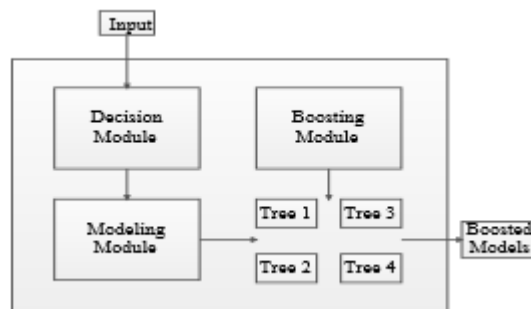 Input
Decision
Module
Boosting
Module
Modeling
Module
Tree 1
Tree 3
Tree 2
Tree 4
Boosted
Models